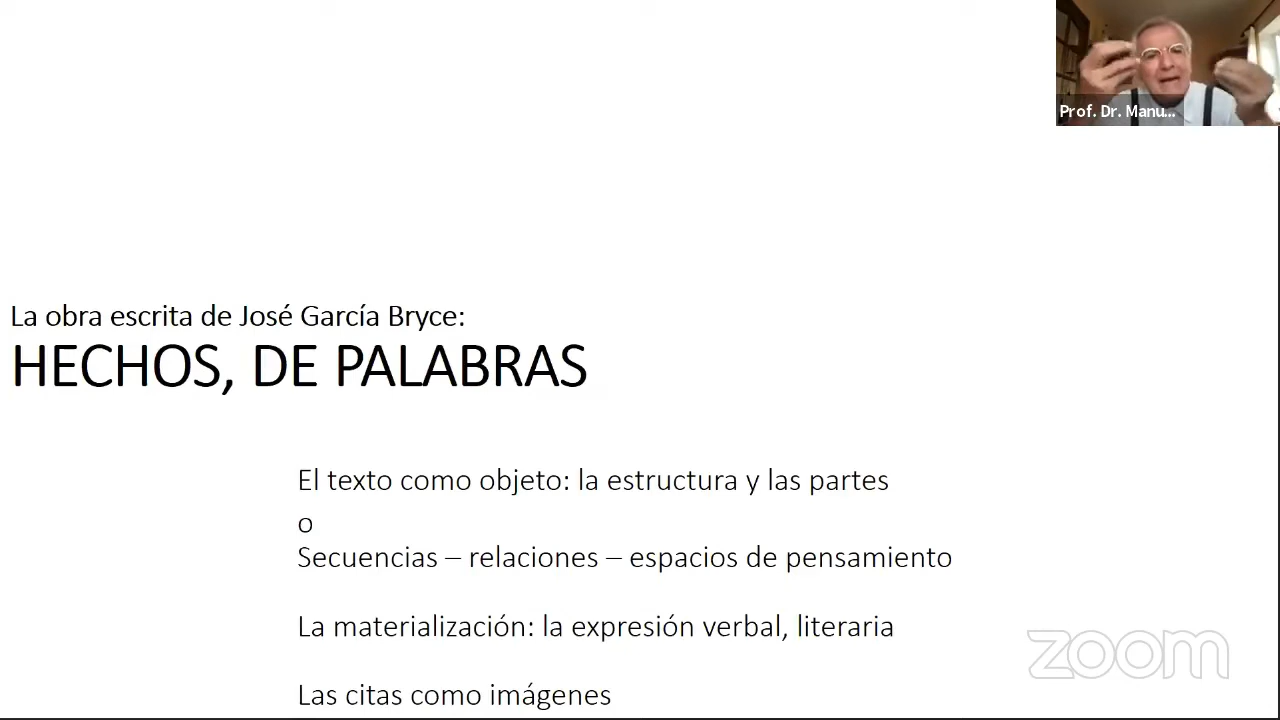 Prof. Dr. Manu...
La obra escrita de José García Bryce:
HECHOS, DE PALABRAS
El texto como objeto: la estructura y las partes
o
Secuencias – relaciones – espacios de pensamiento
La materialización: la expresión verbal, literaria
zoom
Las citas como imágenes